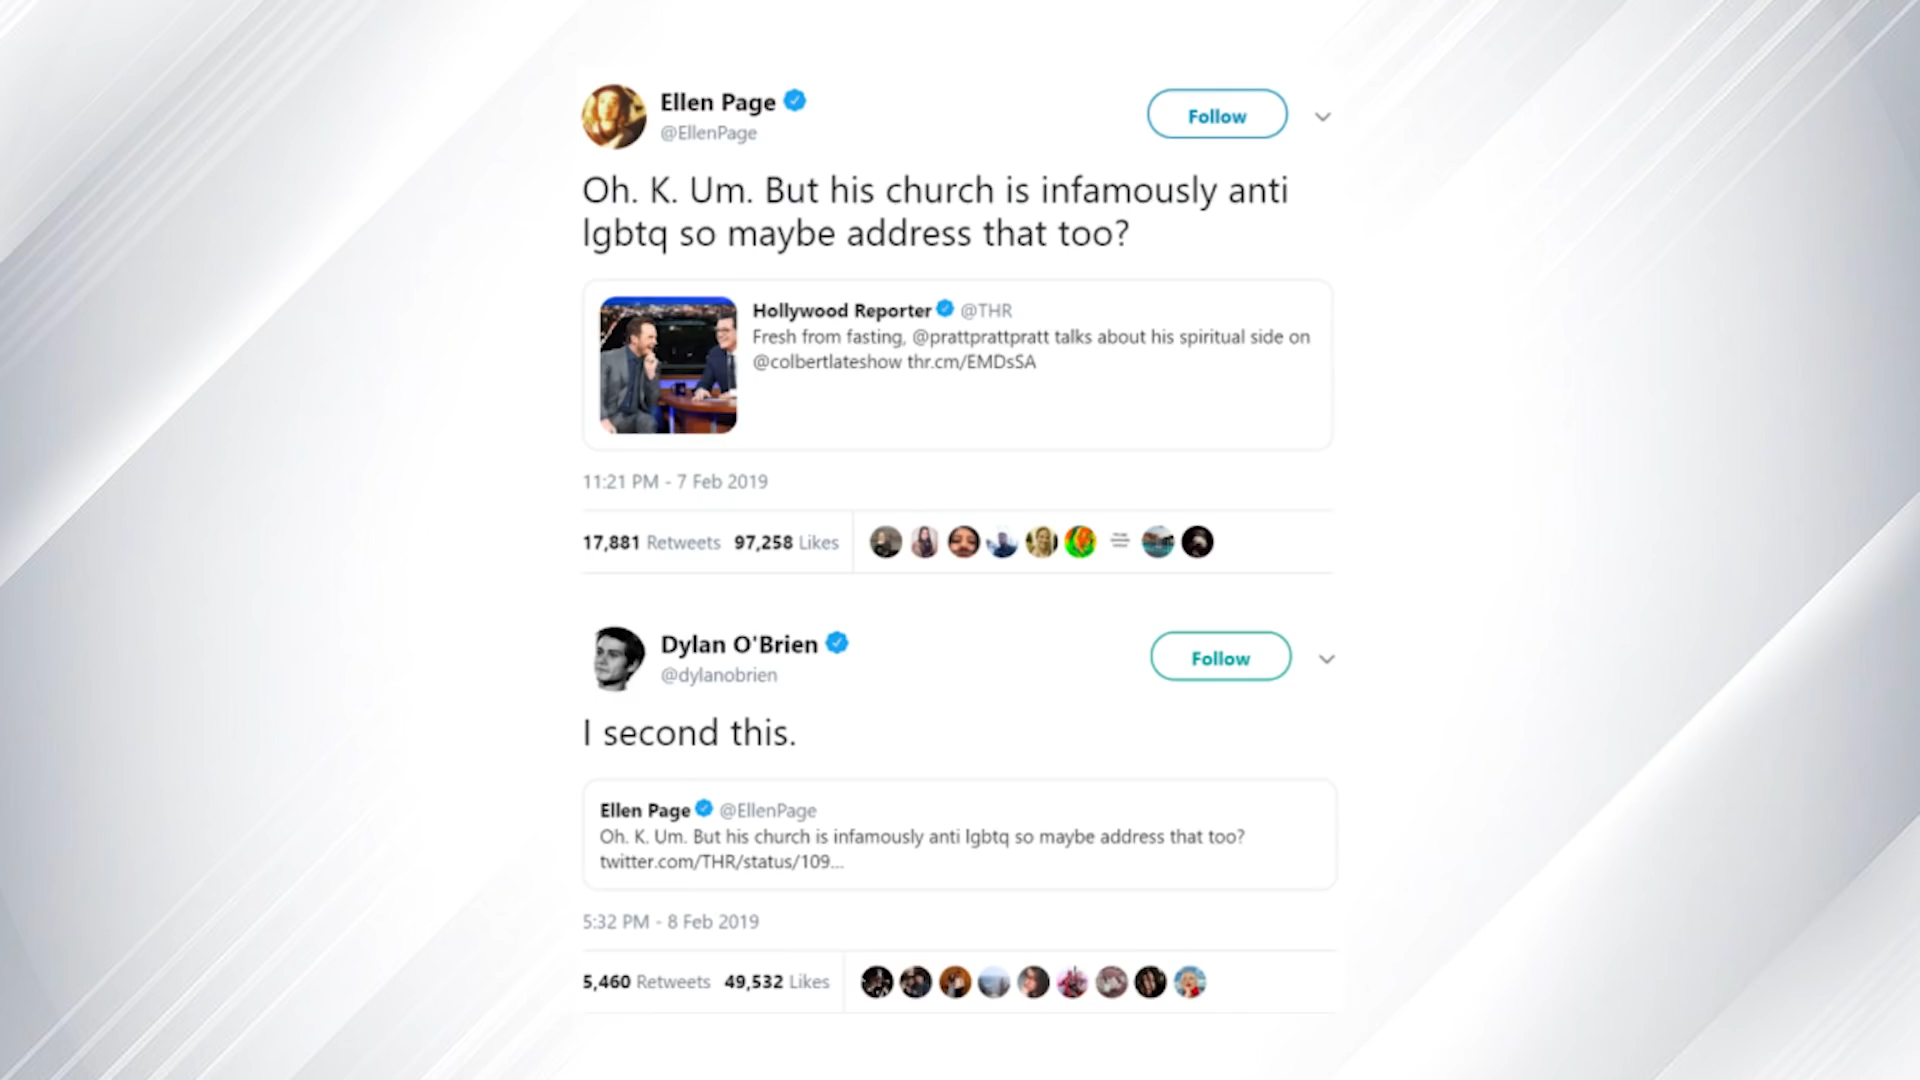 Ellen Page
@EllenPage
Follow
Oh. K. Um. But his church is infamously anti
lgbtq so maybe address that too?
Hollywood Reporter @THR
Fresh from fasting, @prattprattpratt talks about his spiritual side on
@colbertlateshow thr.cm/EMDsSA
11:21 PM - 7 Feb 2019
17,881 Retweets 97,258 Likes
Dylan O'Brien
@dylanobrien
Follow
I second this.
Ellen Page @EllenPage
Oh. K. Um. But his church is infamously anti lgbtq so maybe address that too?
twitter.com/THR/status/109...
5:32 PM - 8 Feb 2019
5,460 Retweets 49,532 Likes